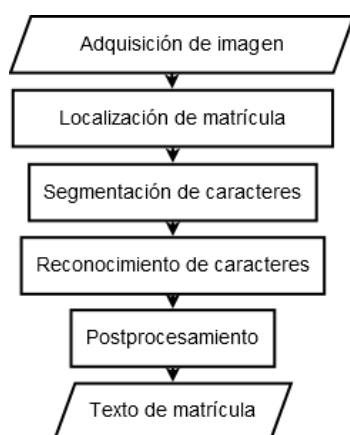 Adquisición de imagen
Localización de matrícula
Segmentación de caracteres
Reconocimiento de caracteres
Postprocesamiento
Texto de matrícula